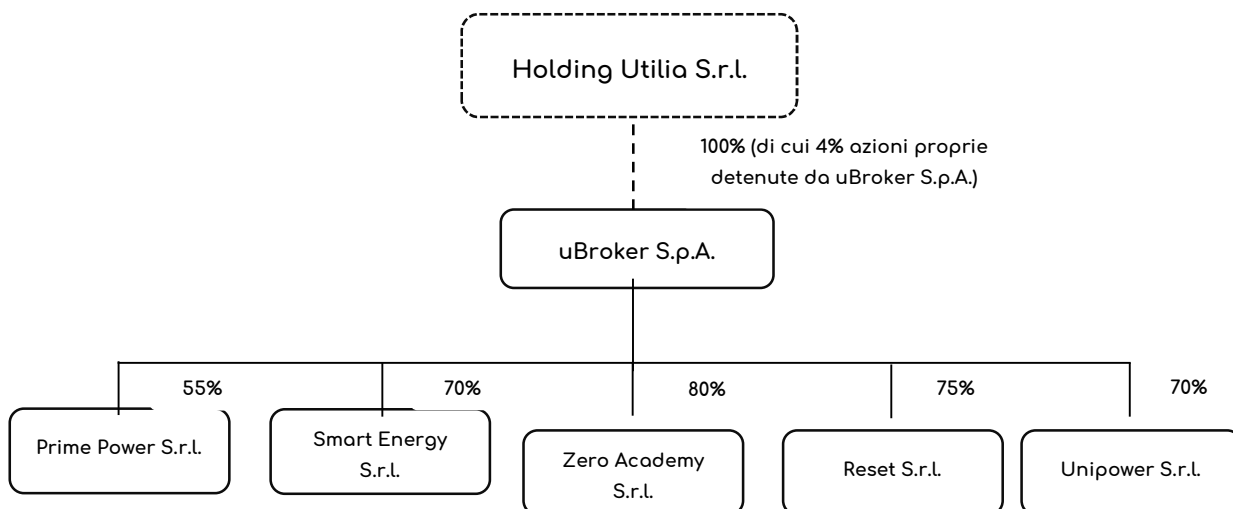 Holding Utilia S.r.l.
100% (di cui 4% azioni proprie
detenute da uBroker S.p.A.)
uBroker S.p.A.
55%
70%
80%
75%
70%
Prime Power S.r.l.
Smart Energy
S.r.l.
Zero Academy
S.r.l.
Reset S.r.l.
Unipower S.r.l.